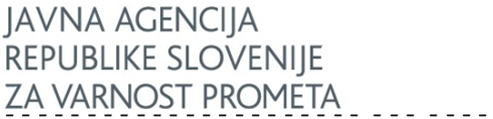 JAVNA AGENCIJA
REPUBLIKE SLOVENIJE
ZA VARNOST PROMETA